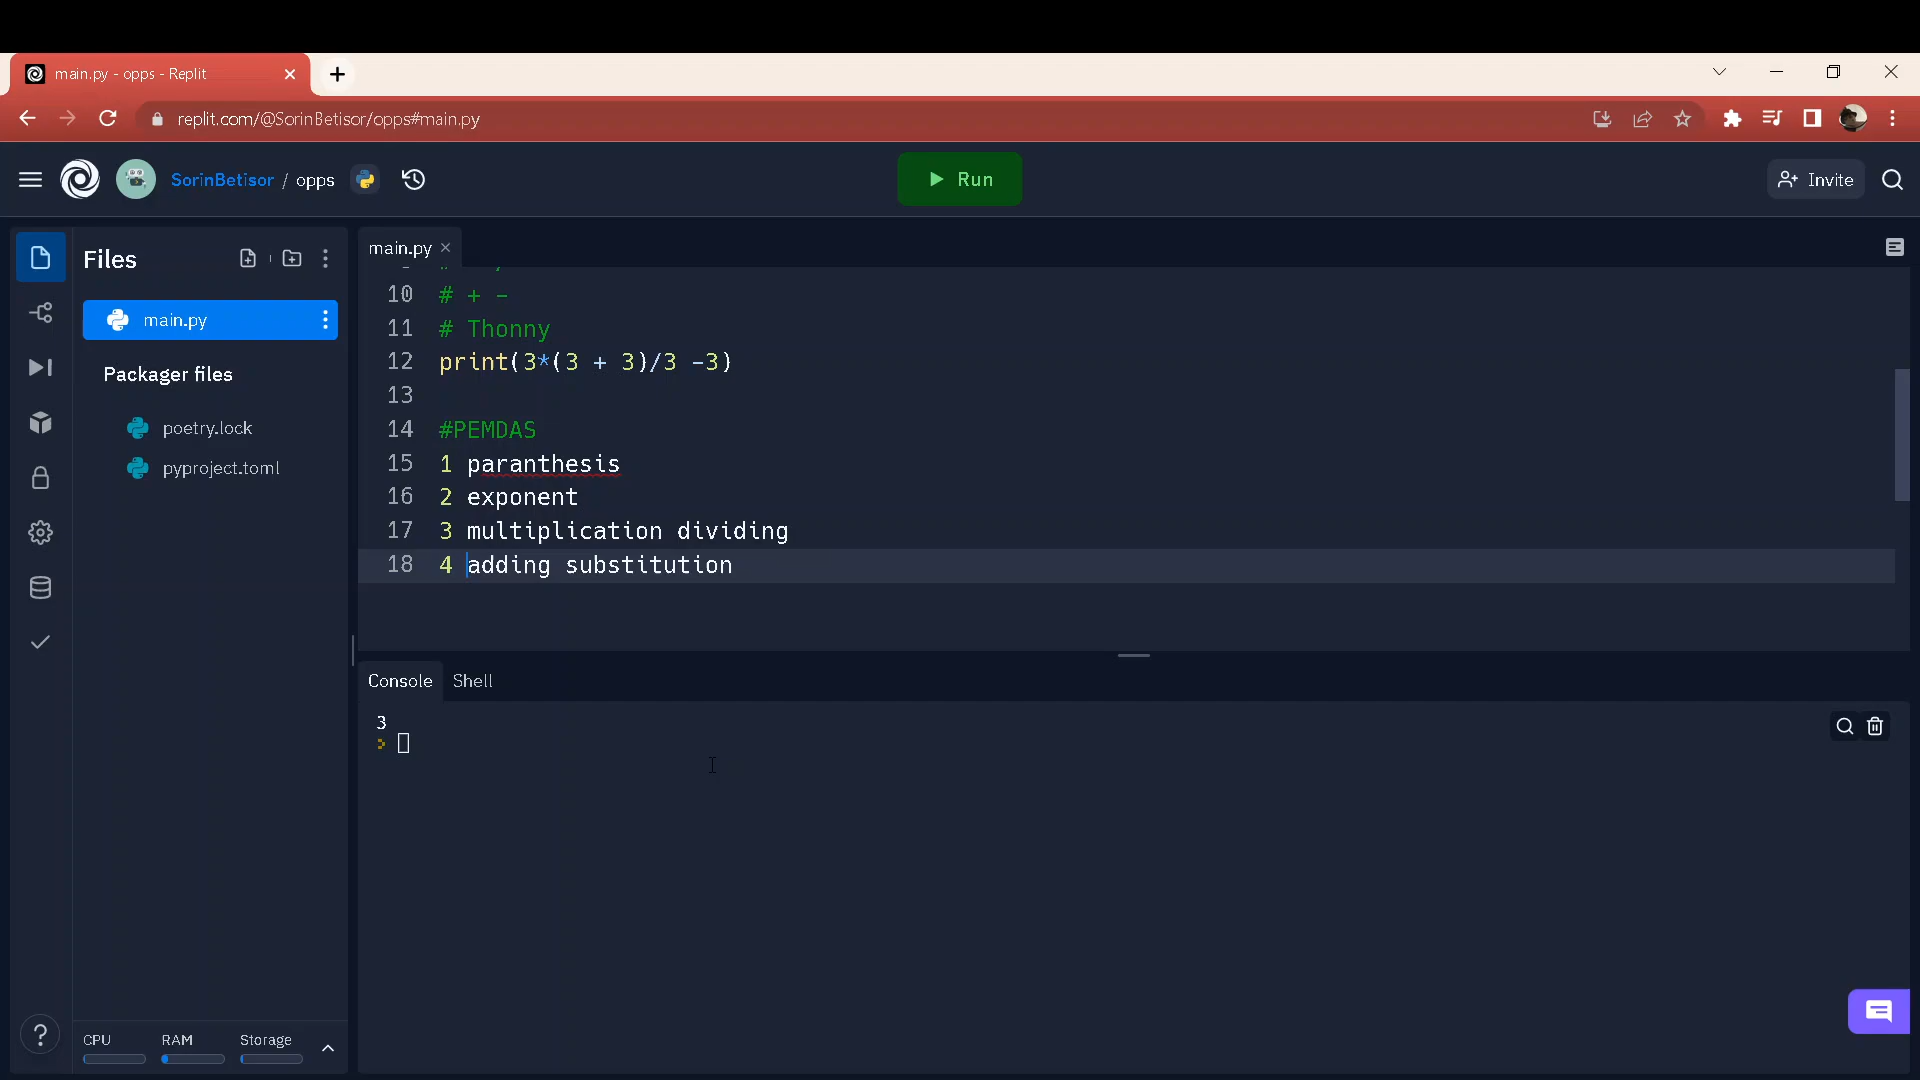 main.py - opps - Replit
replit.com/@SorinBetisor/opps#main.py
SorinBetisor / opps
Run
Invite
Files
main.py
10 # + -
11 # Thonny
12 print(3*(3 + 3)/3 -3)
13
14 #PEMDAS
15 1 paranthesis
16 2 exponent
17 3 multiplication dividing
18 4 adding substitution
main.py
Packager files
poetry.lock
pyproject.toml
Console Shell
3
>
?
CPU RAM Storage